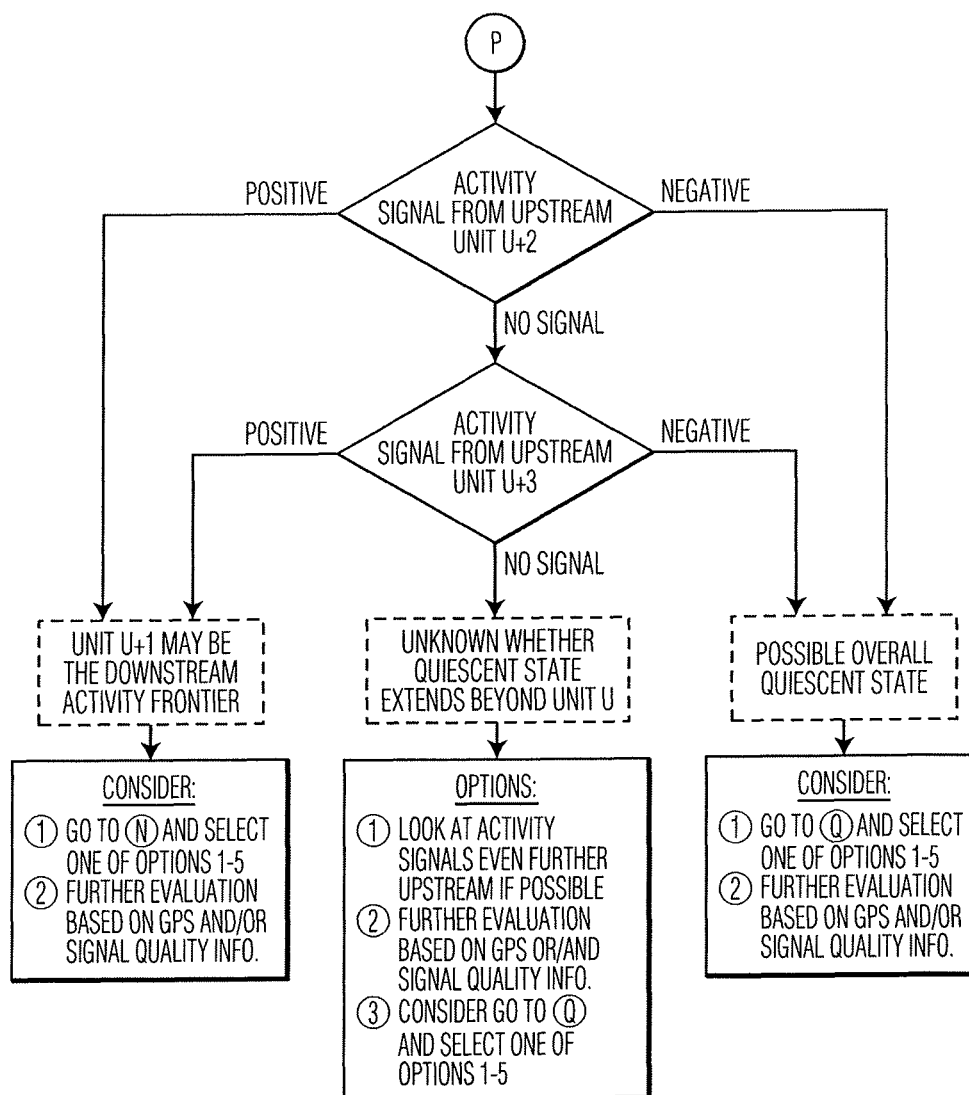 P
ACTIVITY
SIGNAL FROM UPSTREAM
UNIT U+2
POSITIVE
NEGATIVE
NO SIGNAL
ACTIVITY
SIGNAL FROM UPSTREAM
UNIT U+3
POSITIVE
NEGATIVE
NO SIGNAL
UNIT U+1 MAY BE
THE DOWNSTREAM
ACTIVITY FRONTIER
UNKNOWN WHETHER
QUIESCENT STATE
EXTENDS BEYOND UNIT U
POSSIBLE OVERALL
QUIESCENT STATE
CONSIDER:
1 GO TO N AND SELECT
ONE OF OPTIONS 1-5
2 FURTHER EVALUATION
BASED ON GPS AND/OR
SIGNAL QUALITY INFO.
OPTIONS:
1 LOOK AT ACTIVITY
SIGNALS EVEN FURTHER
UPSTREAM IF POSSIBLE
2 FURTHER EVALUATION
BASED ON GPS OR/AND
SIGNAL QUALITY INFO.
3 CONSIDER GO TO Q
AND SELECT ONE OF
OPTIONS 1-5
CONSIDER:
1 GO TO Q AND SELECT
ONE OF OPTIONS 1-5
2 FURTHER EVALUATION
BASED ON GPS AND/OR
SIGNAL QUALITY INFO.